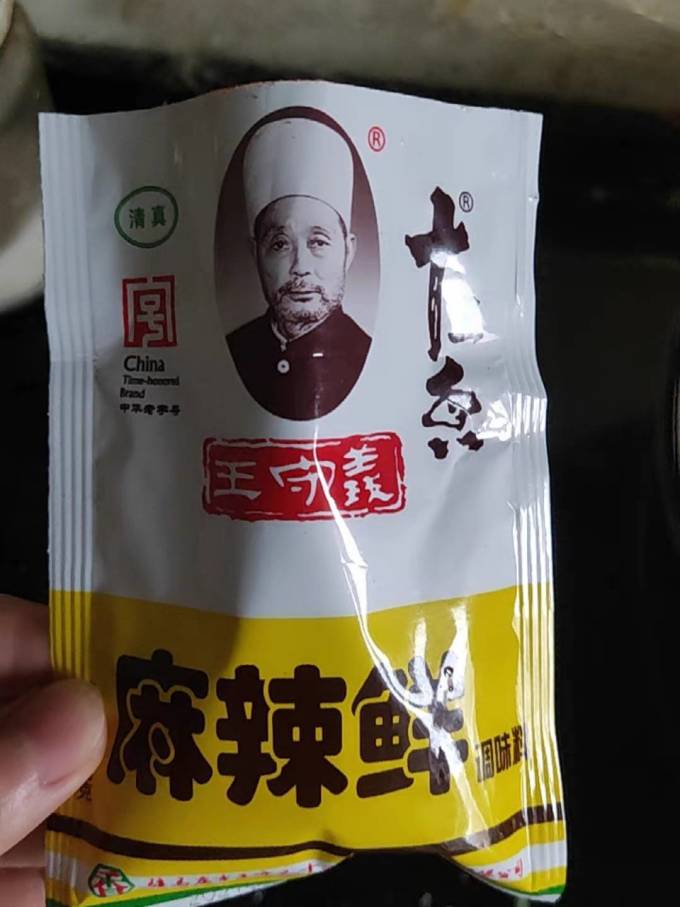 ®
清真
十三香®
China
Time-honored
Brand
中华老字号
王守義
麻辣鲜
调味料